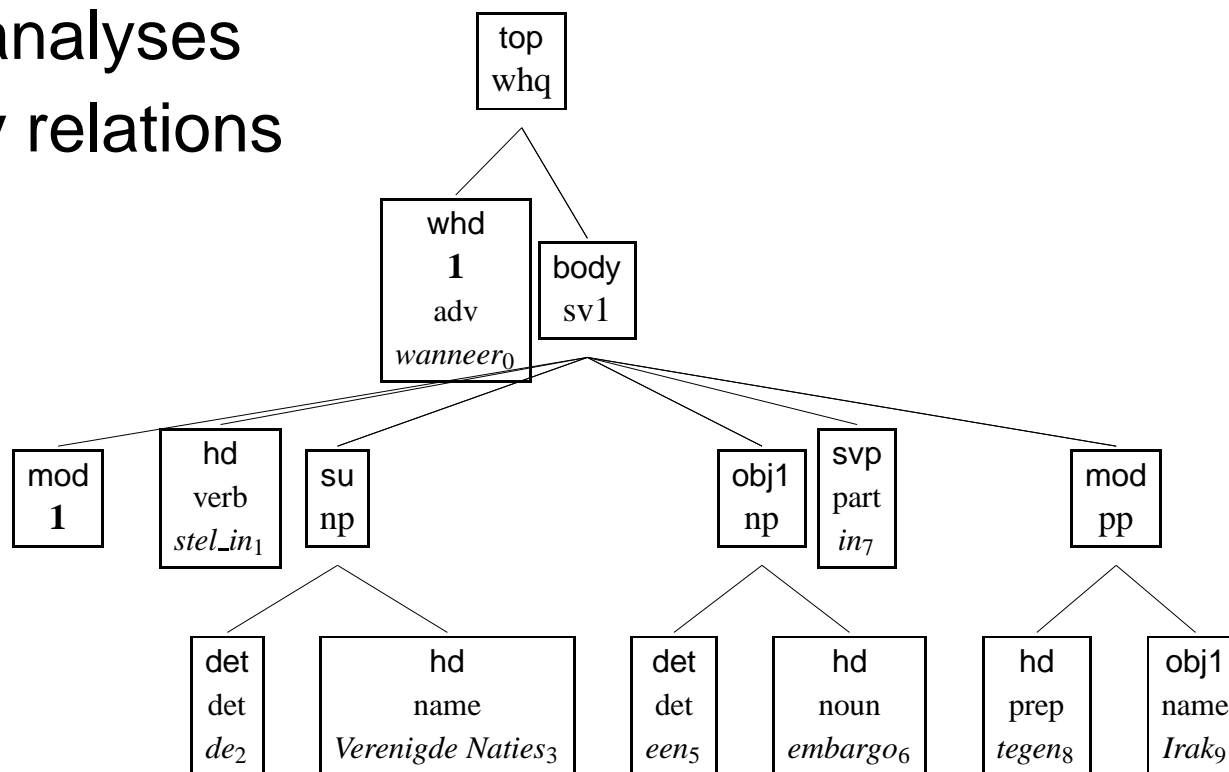 analyses
y relations
top
whq
whd
1
adv
wanneer0
body
sv1
mod
1
hd
verb
stel_in1
su
np
obj1
np
svp
part
in7
mod
pp
det
det
de2
hd
name
Verenigde Naties3
det
det
een5
hd
noun
embargo6
hd
prep
tegen8
obj1
name
Irak9